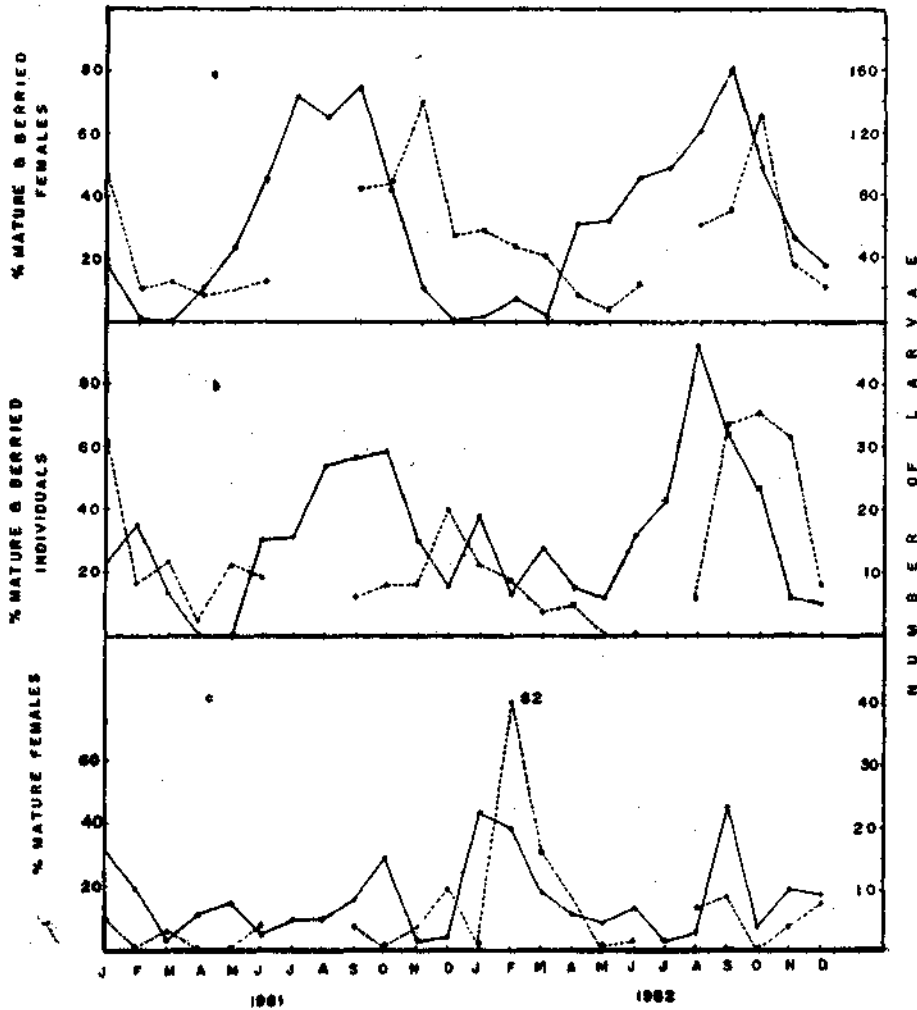 % MATURE & BERRIED
FEMALES
80
60
40
20
a
160
120
80
40
% MATURE & BERRIED
INDIVIDUALS
80
60
40
20
b
40
30
20
10
% MATURE FEMALES
60
40
20
c
82
40
30
20
10
NUMBER OF LARVAE
J F M A M J J A S O N D J F M A M J J A S O N D
1981 1982